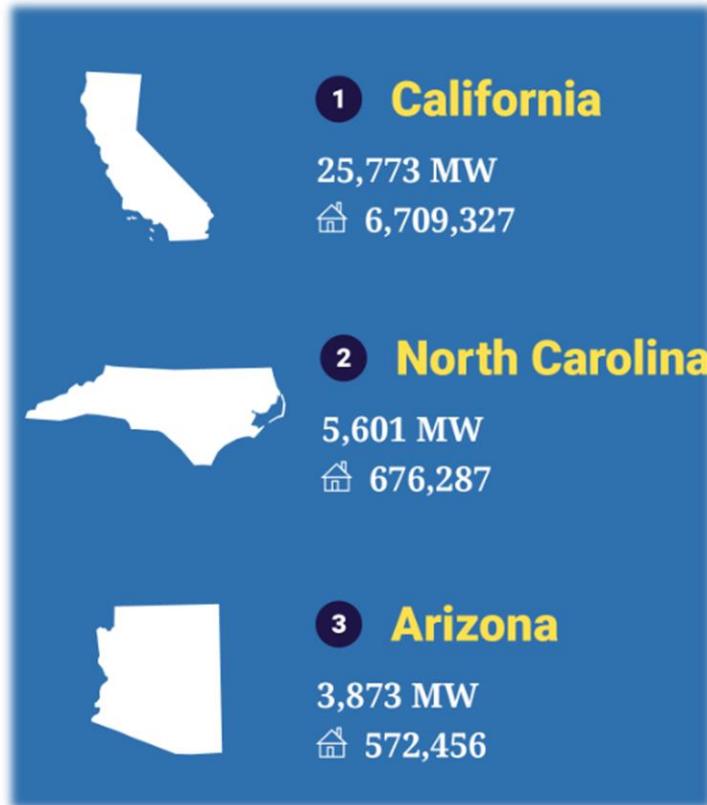 1 California
25,773 MW
6,709,327
2 North Carolina
5,601 MW
676,287
3 Arizona
3,873 MW
572,456